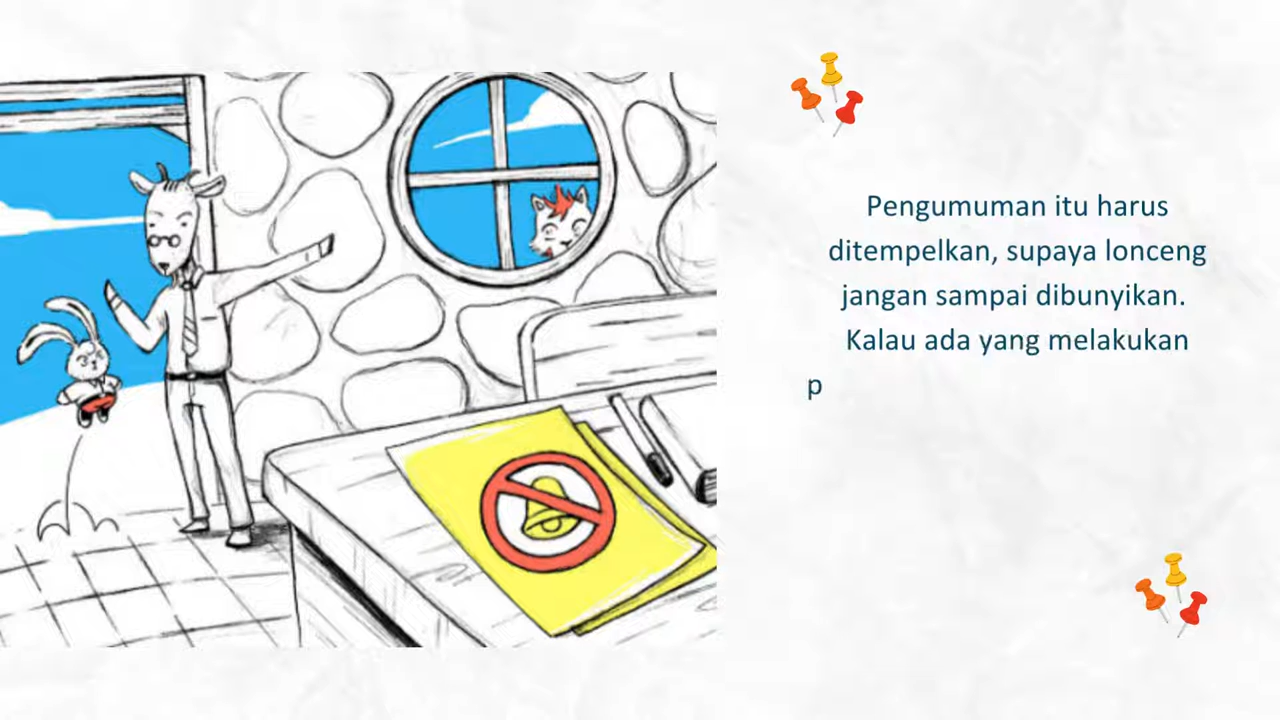 Pengumuman itu harus
ditempelkan, supaya lonceng
jangan sampai dibunyikan.
Kalau ada yang melakukan
p